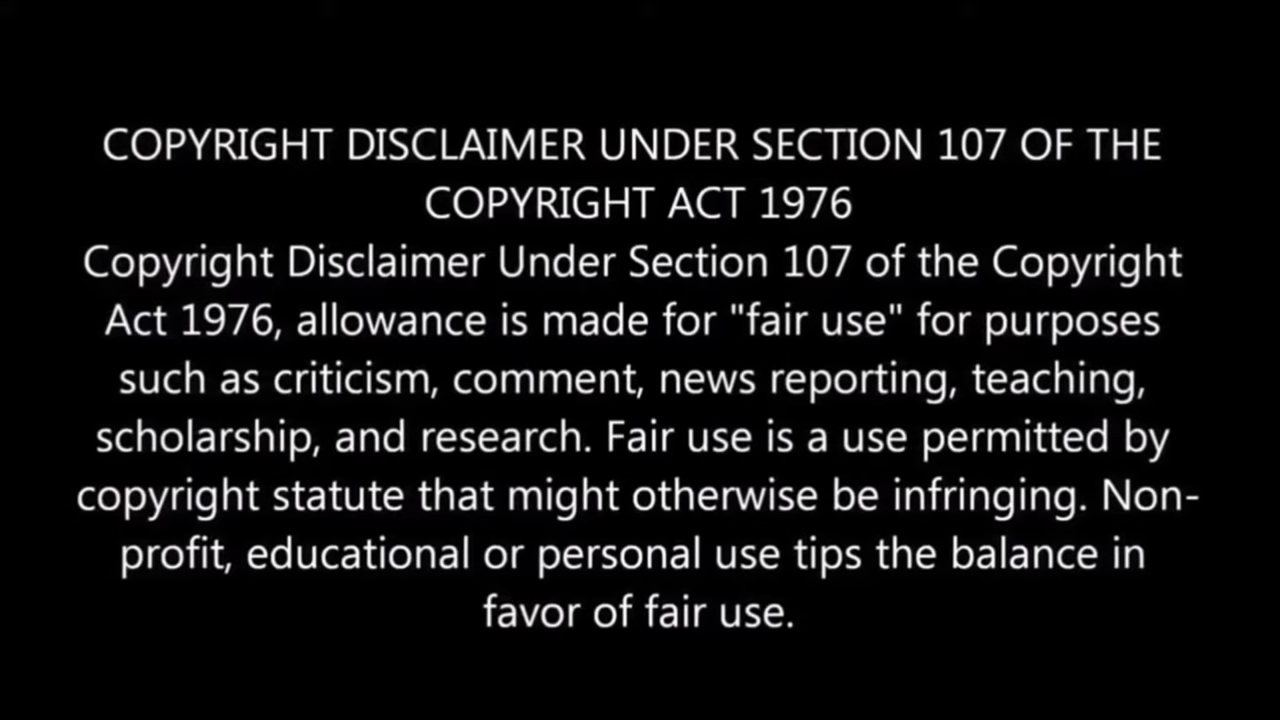 COPYRIGHT DISCLAIMER UNDER SECTION 107 OF THE
COPYRIGHT ACT 1976
Copyright Disclaimer Under Section 107 of the Copyright
Act 1976, allowance is made for "fair use" for purposes
such as criticism, comment, news reporting, teaching,
scholarship, and research. Fair use is a use permitted by
copyright statute that might otherwise be infringing. Non-
profit, educational or personal use tips the balance in
favor of fair use.